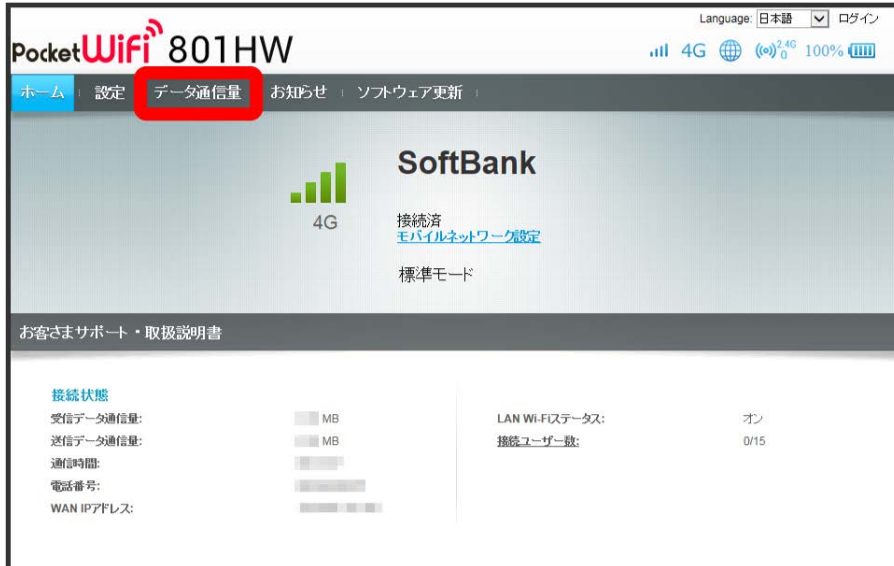 Language: 日本語 ログイン
PocketWiFi 801HW
4G 2.4G 0 100%
ホーム 設定 データ通信量 お知らせ ソフトウェア更新
SoftBank
4G
接続済
モバイルネットワーク設定
標準モード
お客さまサポート・取扱説明書
接続状態
受信データ通信量: MB LAN Wi-Fiステータス: オン
送信データ通信量: MB 接続ユーザー数: 0/15
通信時間:
電話番号:
WAN IPアドレス: